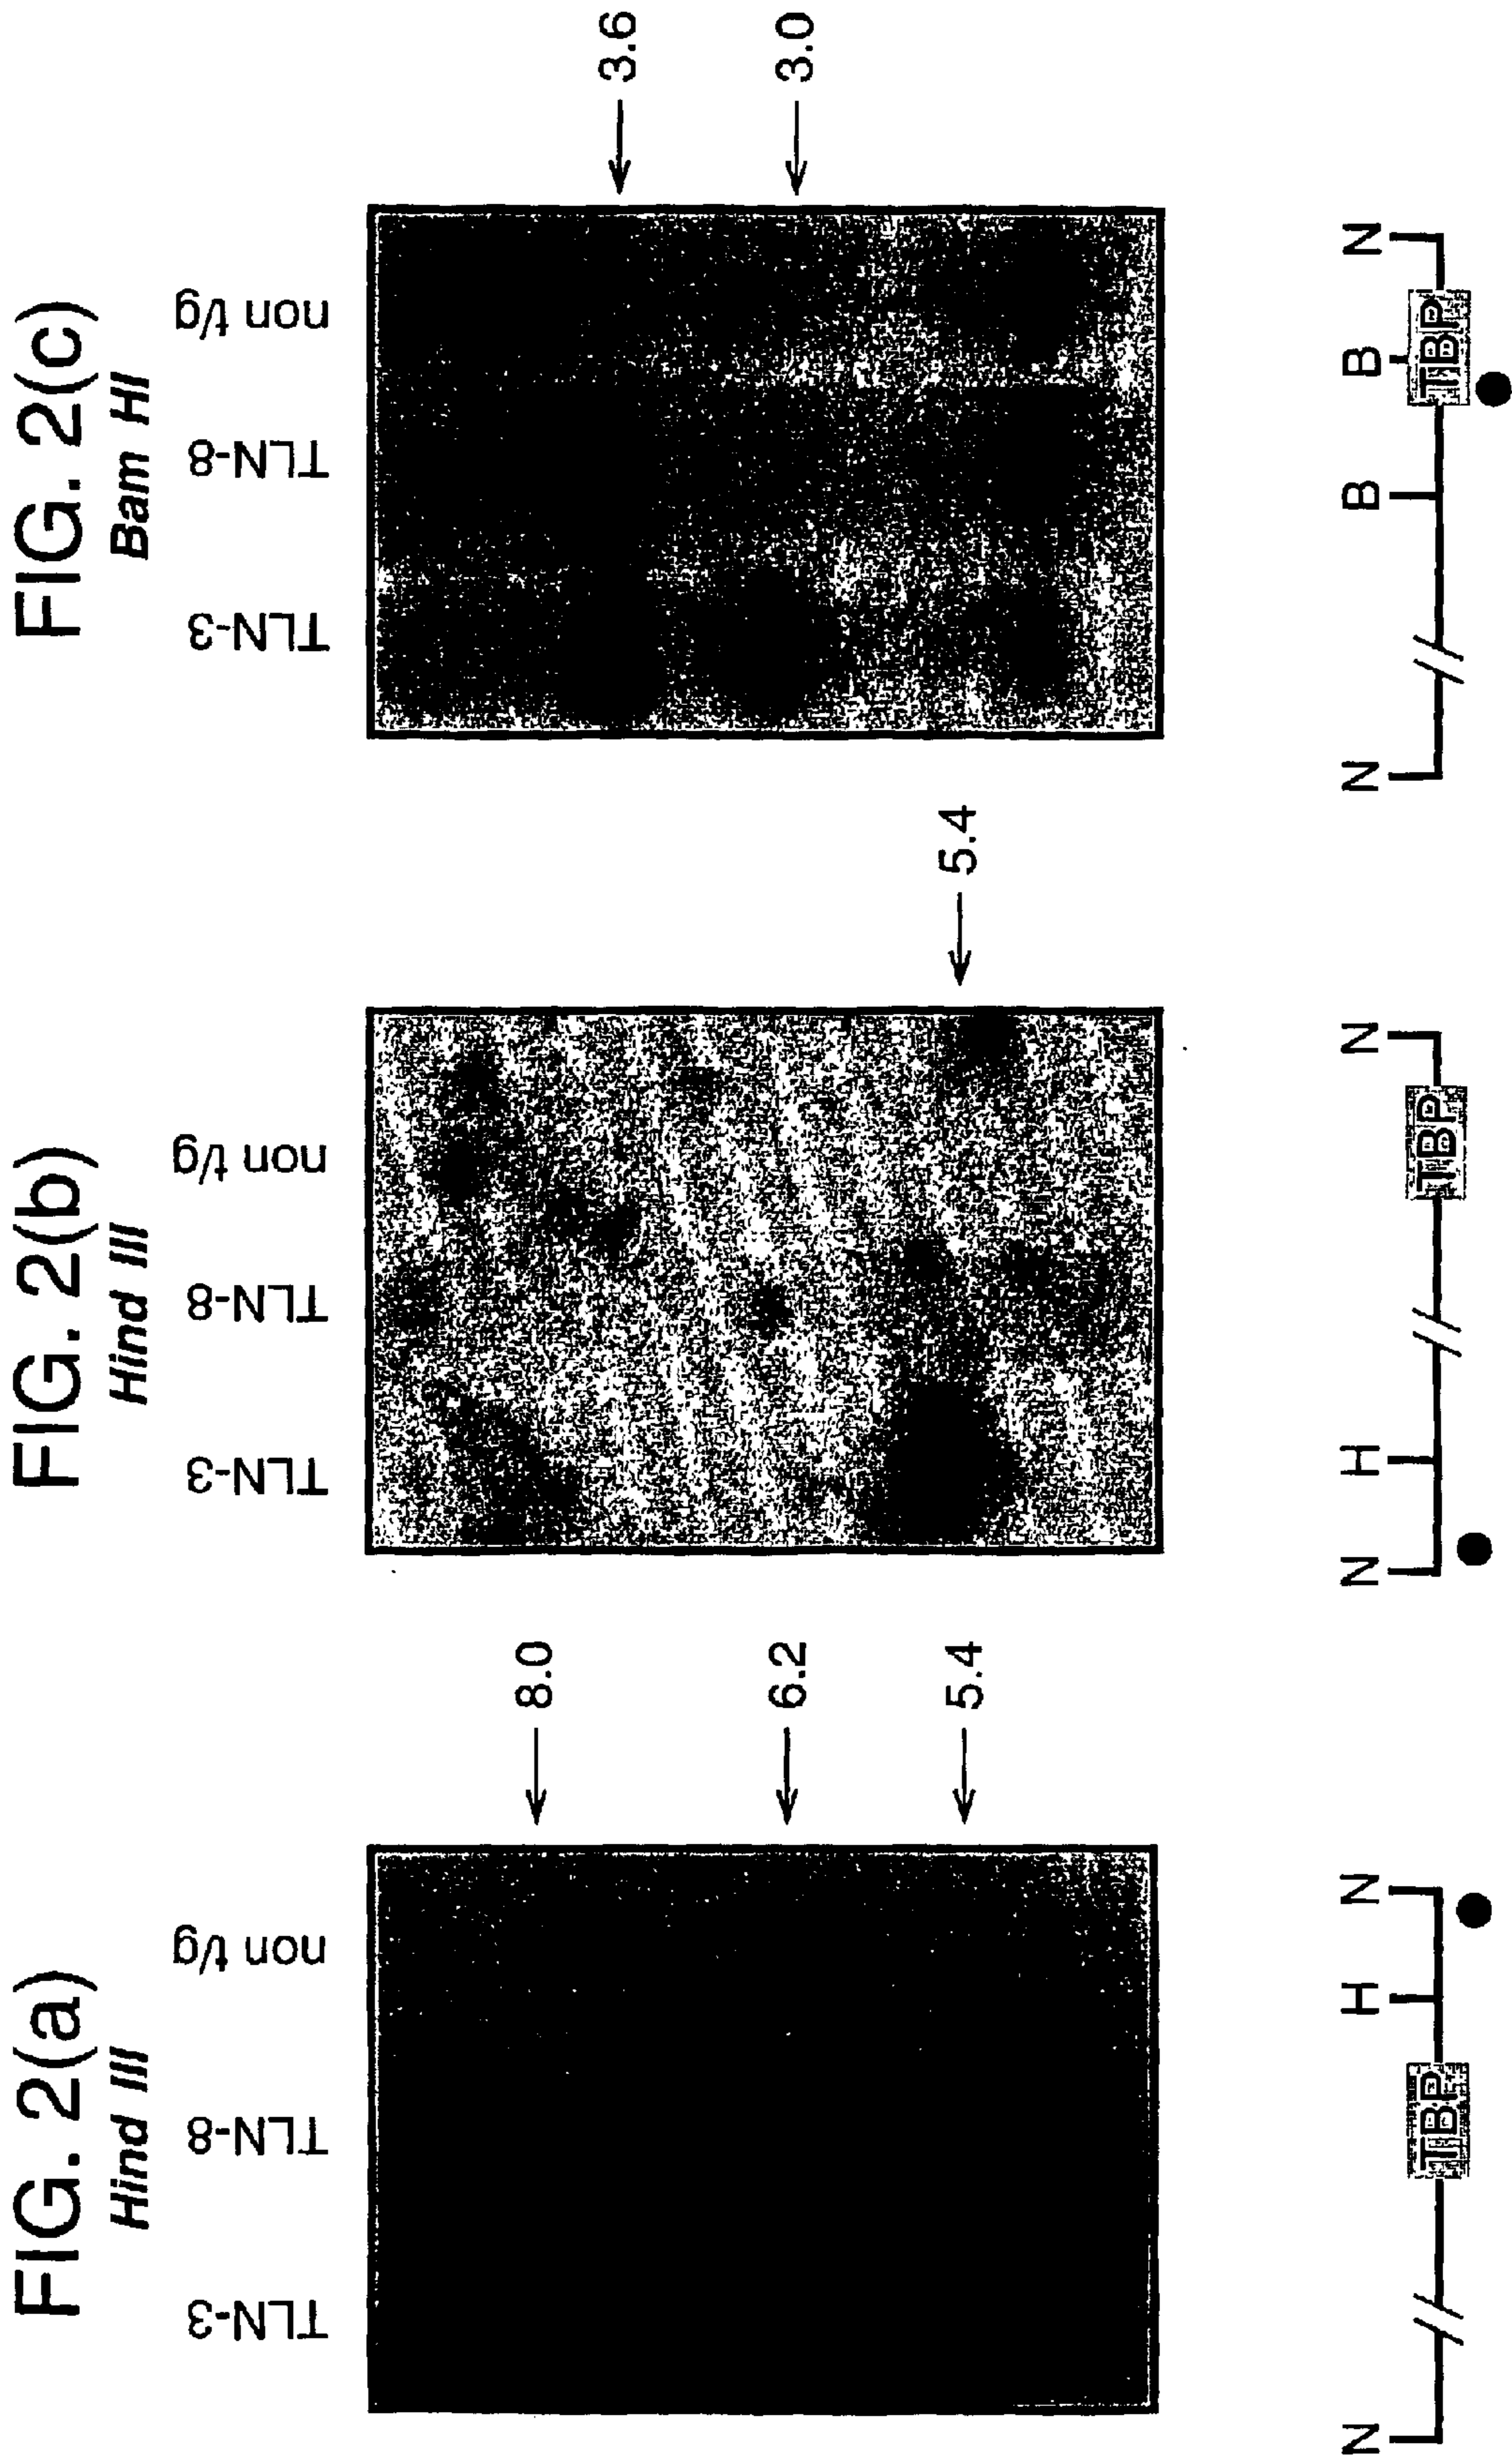 FIG. 2(a)
Hind III
TLN-3
TLN-8
non t/g
8.0
6.2
5.4
N
TBP
H
N
FIG. 2(b)
Hind III
TLN-3
TLN-8
non t/g
5.4
N
H
TBP
N
FIG. 2(c)
Bam HI
TLN-3
TLN-8
non t/g
3.6
3.0
N
B
B
TBP
N